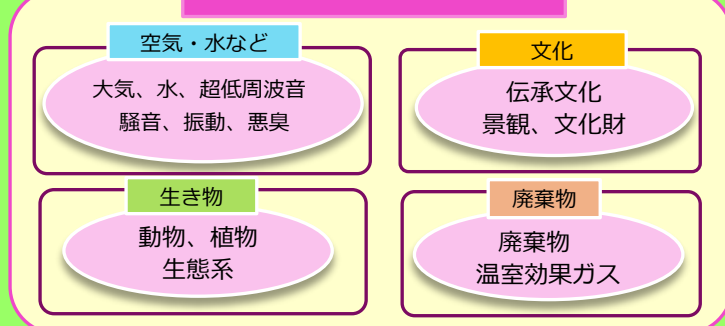 空気・水など
大気、水、超低周波音
騒音、振動、悪臭
文化
伝承文化
景観、文化財
生き物
動物、植物
生態系
廃棄物
廃棄物
温室効果ガス